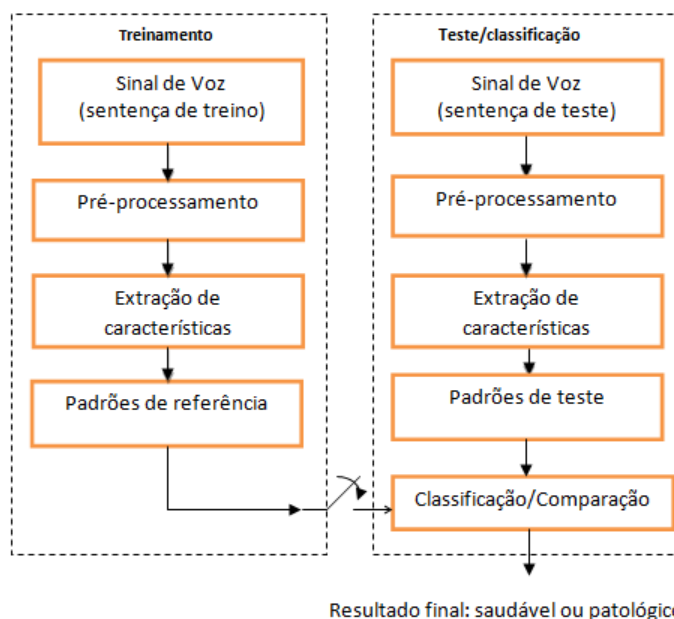 Treinamento
Sinal de Voz
(sentença de treino)
Pré-processamento
Extração de
características
Padrões de referência
Teste/classificação
Sinal de Voz
(sentença de teste)
Pré-processamento
Extração de
características
Padrões de teste
Classificação/Comparação
Resultado final: saudável ou patológico